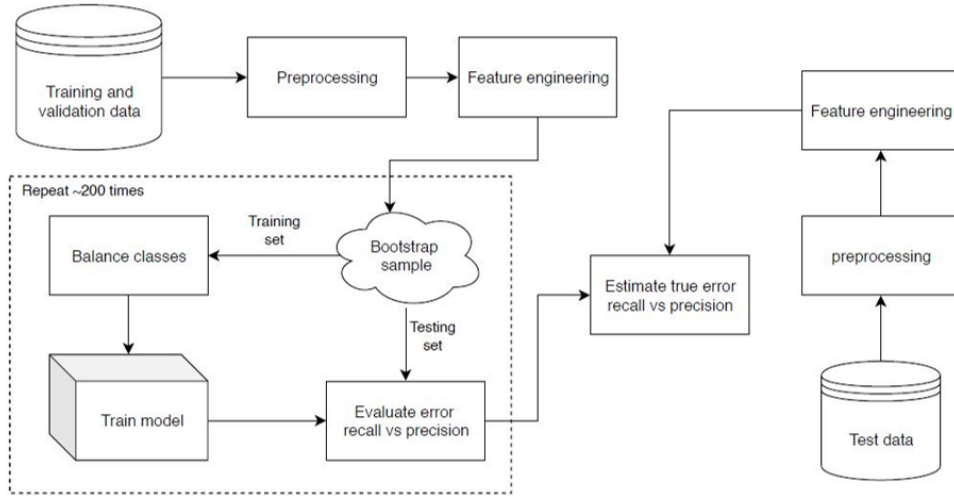 Training and
validation data
Preprocessing
Feature engineering
Feature engineering
Repeat ~200 times
Training
set
Balance classes
Bootstrap
sample
preprocessing
Estimate true error
recall vs precision
Testing
set
Train model
Evaluate error
recall vs precision
Test data